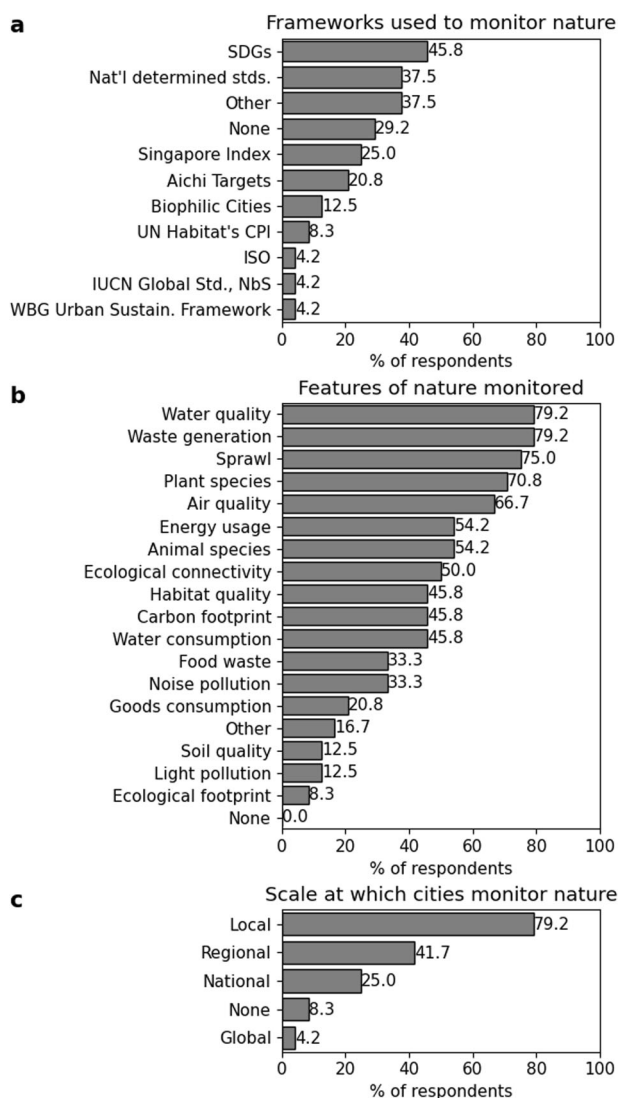 a
Frameworks used to monitor nature
SDGs 45.8
Nat'l determined stds. 37.5
Other 37.5
None 29.2
Singapore Index 25.0
Aichi Targets 20.8
Biophilic Cities 12.5
UN Habitat's CPI 8.3
ISO 4.2
IUCN Global Std., NbS 4.2
WBG Urban Sustain. Framework 4.2
0 20 40 60 80 100
% of respondents
b
Features of nature monitored
Water quality 79.2
Waste generation 79.2
Sprawl 75.0
Plant species 70.8
Air quality 66.7
Energy usage 54.2
Animal species 54.2
Ecological connectivity 50.0
Habitat quality 45.8
Carbon footprint 45.8
Water consumption 45.8
Food waste 33.3
Noise pollution 33.3
Goods consumption 20.8
Other 16.7
Soil quality 12.5
Light pollution 12.5
Ecological footprint 8.3
None 0.0
0 20 40 60 80 100
% of respondents
c
Scale at which cities monitor nature
Local 79.2
Regional 41.7
National 25.0
None 8.3
Global 4.2
0 20 40 60 80 100
% of respondents